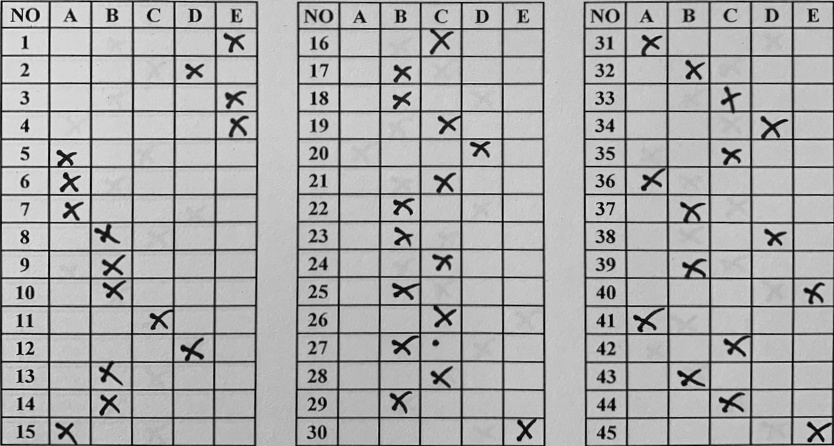 NO A B C D E
1 X
2 X
3 X
4 X
5 X
6 X
7 X
8 X
9 X
10 X
11 X
12 X
13 X
14 X
15 X
NO A B C D E
16 X
17 X
18 X
19 X
20 X
21 X
22 X
23 X
24 X
25 X
26 X
27 X
28 X
29 X
30 X
NO A B C D E
31 X
32 X
33 X
34 X
35 X
36 X
37 X
38 X
39 X
40 X
41 X
42 X
43 X
44 X
45 X